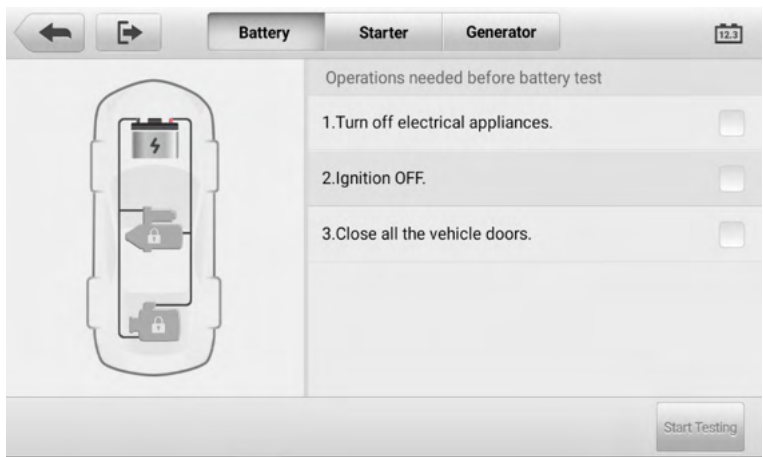 Battery
Starter
Generator
12.3
Operations needed before battery test
1.Turn off electrical appliances.
2.Ignition OFF.
3.Close all the vehicle doors.
Start Testing